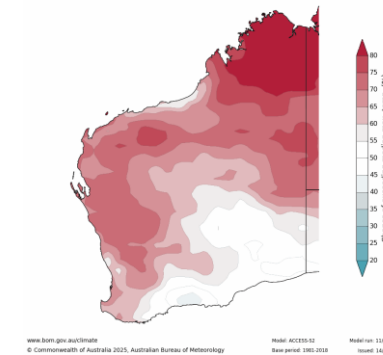 80
75
70
65
60
55
50
45
40
35
30
25
20
www.bom.gov.au/climate
© Commonwealth of Australia 2025, Australian Bureau of Meteorology
Model: ACCESS-S2
Base period: 1981-2018
Model run: 11/
Issued: 14/